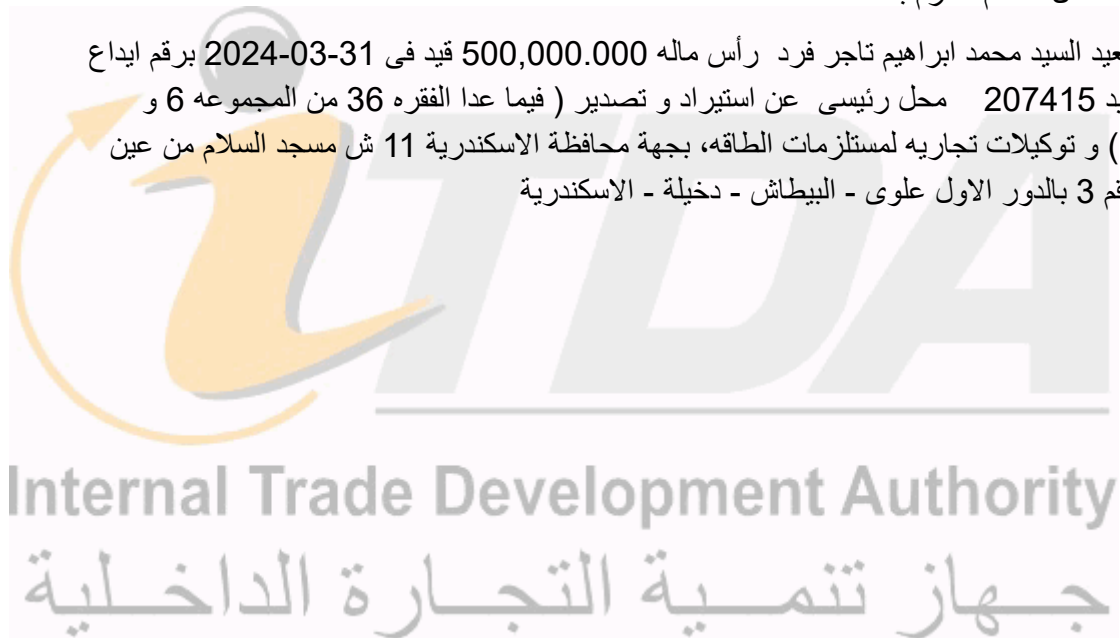 عيد السيد محمد ابراهيم تاجر فرد رأس ماله 500,000.000 قيد فى 31-03-2024 برقم ايداع
207415 محل رئيسى عن استيراد و تصدير ( فيما عدا الفقره 36 من المجموعه 6 و
) و توكيلات تجاريه لمستلزمات الطاقه، بجهة محافظة الاسكندرية 11 ش مسجد السلام من عين
3 بالدور الاول علوى - البيطاش - دخيلة - الاسكندرية
iTDA
Internal Trade Development Authority
جهاز تنمية التجارة الداخلية